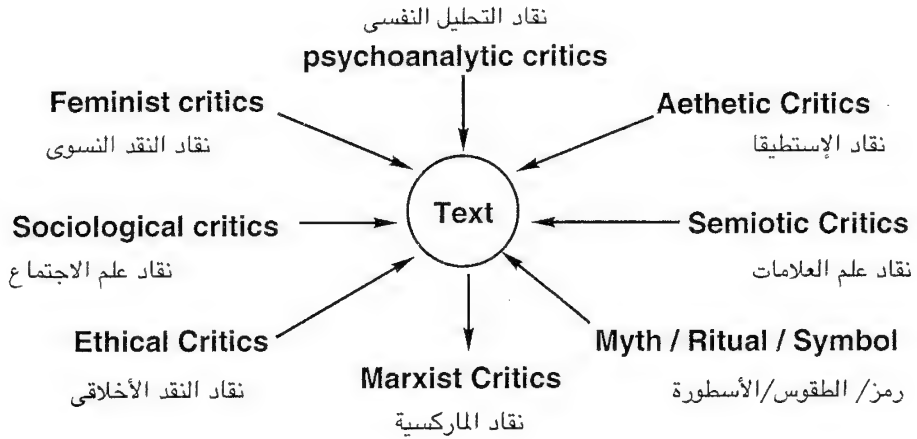 نقاد التحليل النفسى
psychoanalytic critics
Feminist critics
نقاد النقد النسوى
Aethetic Critics
نقاد الإستطيقا
Text
Sociological critics
نقاد علم الاجتماع
Semiotic Critics
نقاد علم العلامات
Ethical Critics
نقاد النقد الأخلاقى
Marxist Critics
نقاد الماركسية
Myth / Ritual / Symbol
رمز/ الطقوس/الأسطورة